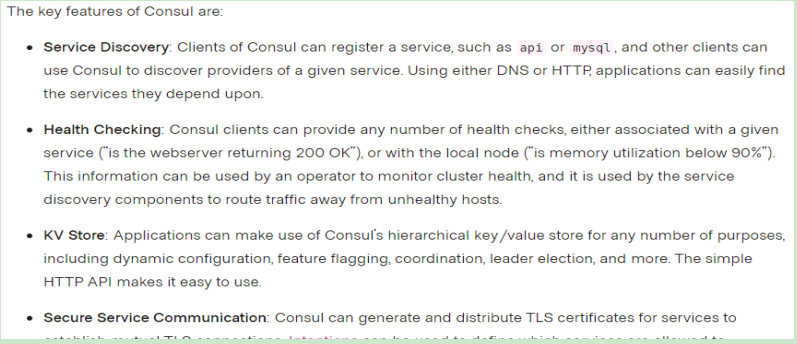 The key features of Consul are:
• Service Discovery: Clients of Consul can register a service, such as api or mysql, and other clients can
use Consul to discover providers of a given service. Using either DNS or HTTP, applications can easily find
the services they depend upon.
• Health Checking: Consul clients can provide any number of health checks, either associated with a given
service ("is the webserver returning 200 OK"), or with the local node ("is memory utilization below 90%").
This information can be used by an operator to monitor cluster health, and it is used by the service
discovery components to route traffic away from unhealthy hosts.
• KV Store: Applications can make use of Consul's hierarchical key/value store for any number of purposes,
including dynamic configuration, feature flagging, coordination, leader election, and more. The simple
HTTP API makes it easy to use.
• Secure Service Communication: Consul can generate and distribute TLS certificates for services to